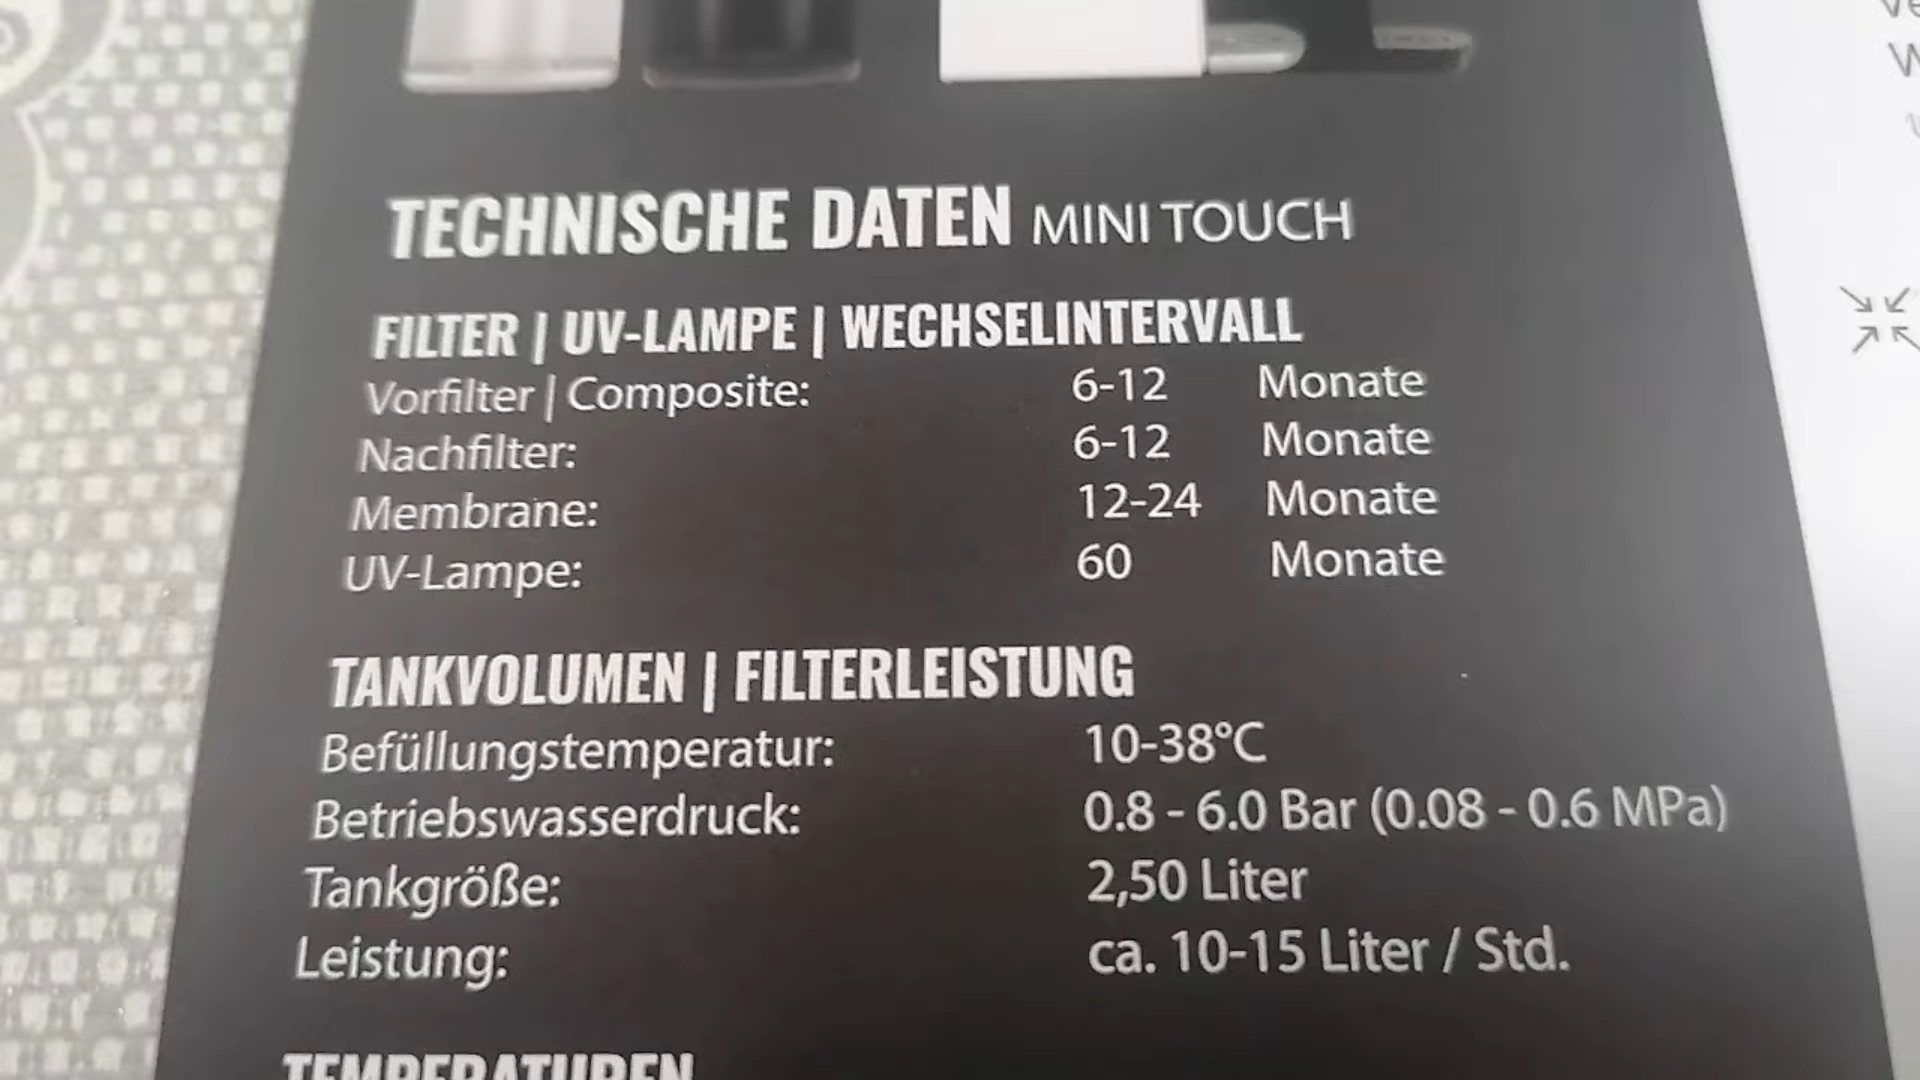 TECHNISCHE DATEN MINI TOUCH
FILTER | UV-LAMPE | WECHSELINTERVALL
Vorfilter | Composite: 6-12 Monate
Nachfilter: 6-12 Monate
Membrane: 12-24 Monate
UV-Lampe: 60 Monate
TANKVOLUMEN | FILTERLEISTUNG
Befüllungstemperatur: 10-38°C
Betriebswasserdruck: 0.8 - 6.0 Bar (0.08 - 0.6 MPa)
Tankgröße: 2,50 Liter
Leistung: ca. 10-15 Liter / Std.
TEMPERATUREN